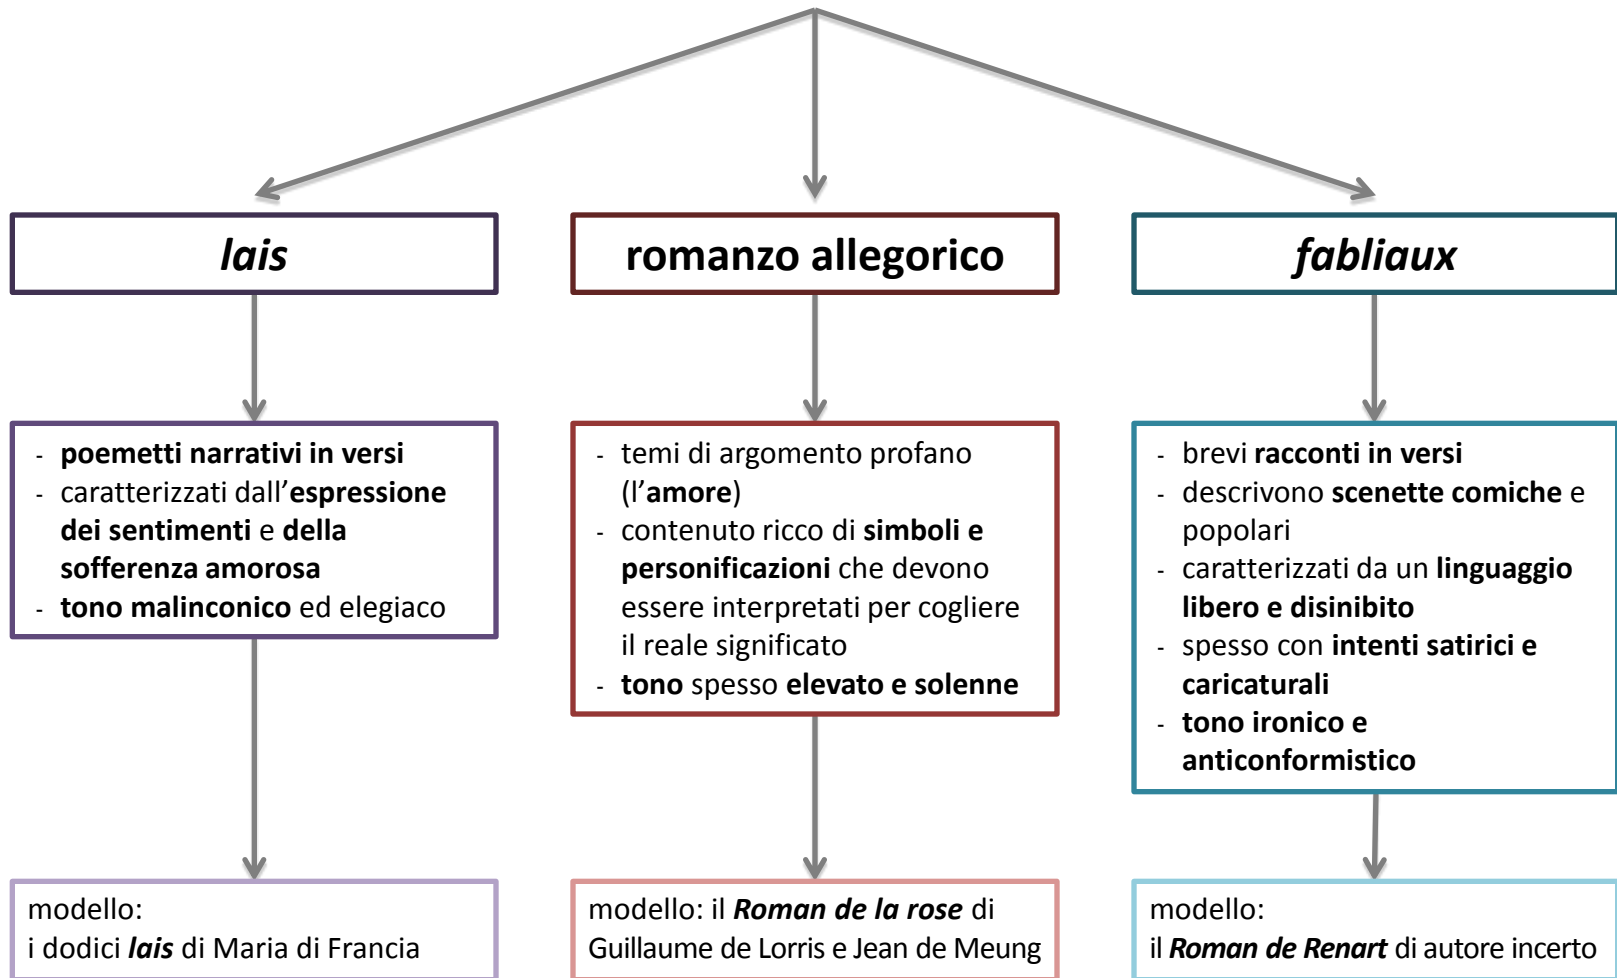 lais
romanzo allegorico
fabliaux
- poemetti narrativi in versi
- caratterizzati dall'espressione
dei sentimenti e della
sofferenza amorosa
- tono malinconico ed elegiaco
- temi di argomento profano
(l'amore)
- contenuto ricco di simboli e
personificazioni che devono
essere interpretati per cogliere
il reale significato
- tono spesso elevato e solenne
- brevi racconti in versi
- descrivono scenette comiche e
popolari
- caratterizzati da un linguaggio
libero e disinibito
- spesso con intenti satirici e
caricaturali
- tono ironico e
anticonformistico
modello:
i dodici lais di Maria di Francia
modello: il Roman de la rose di
Guillaume de Lorris e Jean de Meung
modello:
il Roman de Renart di autore incerto